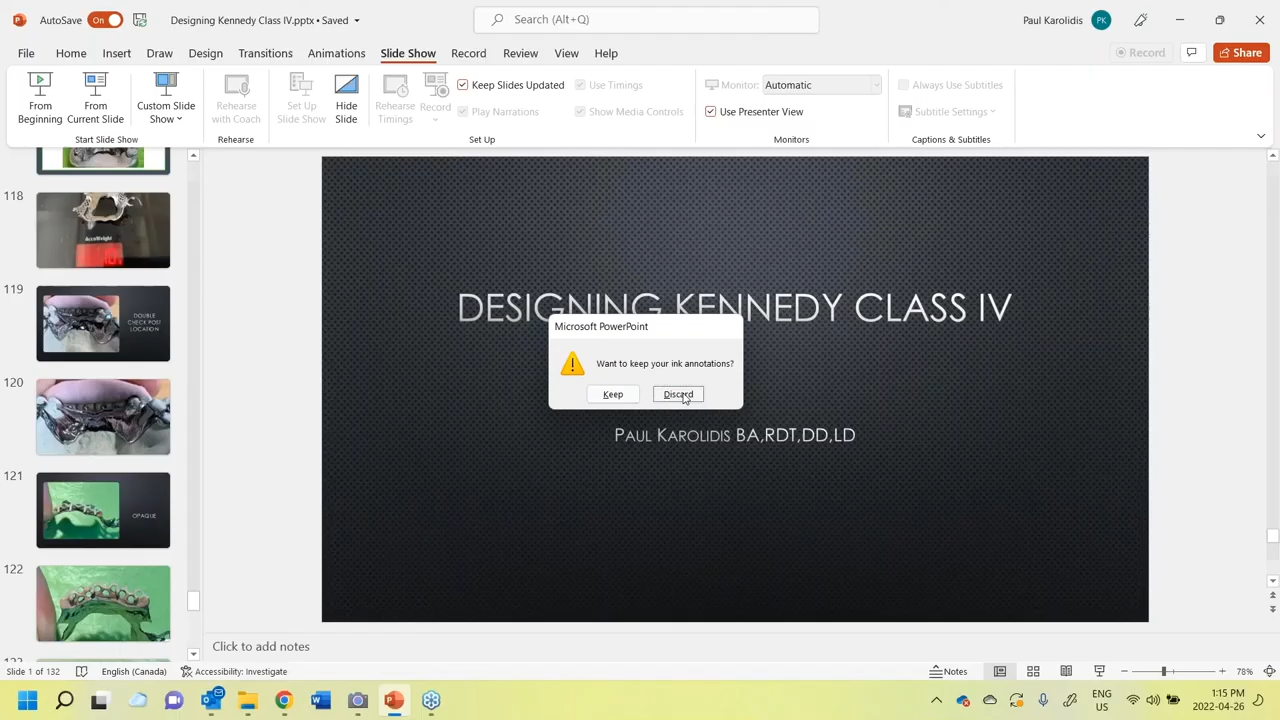 AutoSave
On
Designing Kennedy Class IV.pptx • Saved
Search (Alt+Q)
Paul Karolidis
PK
File
Home
Insert
Draw
Design
Transitions
Animations
Slide Show
Record
Review
View
Help
Record
Share
From
Beginning
From
Current Slide
Custom Slide
Show
Start Slide Show
Rehearse
with Coach
Rehearse
Set Up
Slide Show
Hide
Slide
Rehearse
Timings
Record
Keep Slides Updated
Play Narrations
Use Timings
Show Media Controls
Set Up
Monitor:
Automatic
Use Presenter View
Monitors
Always Use Subtitles
Subtitle Settings
Captions & Subtitles
118
AccuWeight
119
DOUBLE
CHECK POST
LOCATION
120
121
OPAQUE
122
DESIGNING KENNEDY CLASS IV
PAUL KAROLIDIS BA,RDT,DD,LD
Microsoft PowerPoint
Want to keep your ink annotations?
Keep
Discard
Click to add notes
Slide 1 of 132
English (Canada)
Accessibility: Investigate
Notes
78%
ENG
US
1:15 PM
2022-04-26